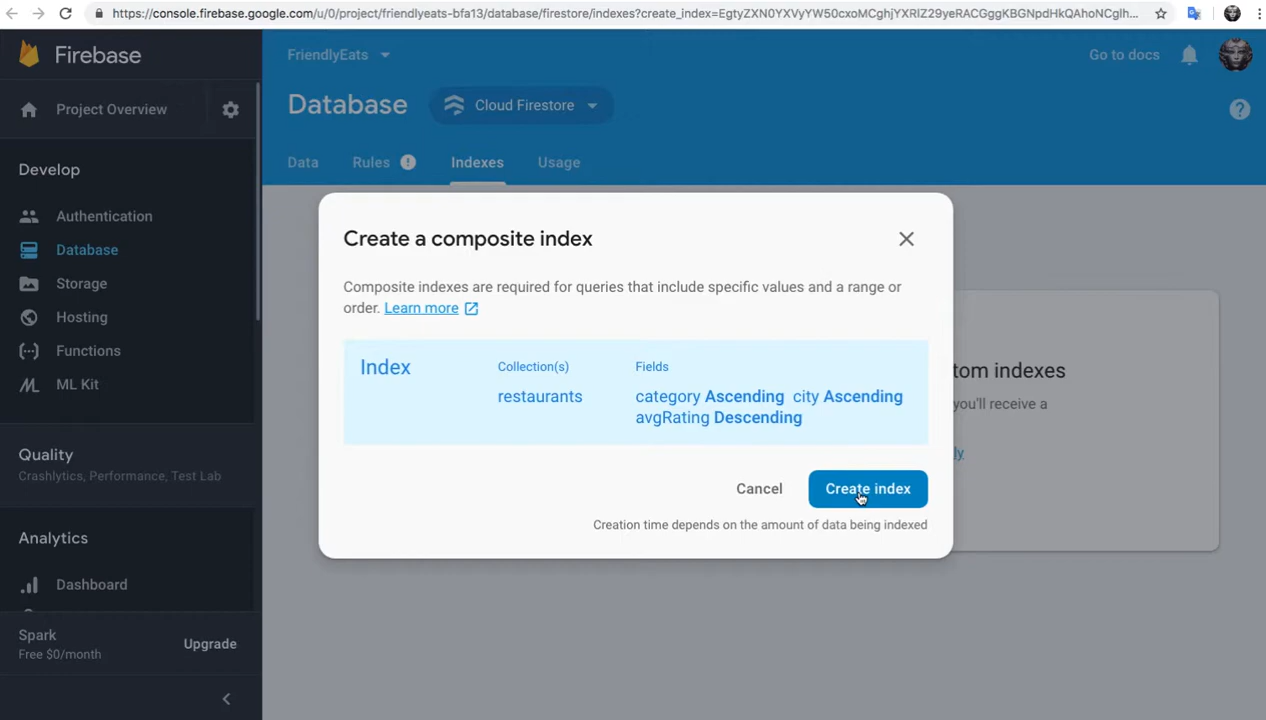 https://console.firebase.google.com/u/0/project/friendlyeats-bfa13/database/firestore/indexes?create_index=EgtyZXN0YXVyYW50cxoMCghjYXRlZ29yeRACGggKBGNpdHkQAhoNCglh...
Firebase
FriendlyEats
Go to docs
Project Overview
Database
Cloud Firestore
Data
Rules
Indexes
Usage
Develop
Authentication
Database
Storage
Hosting
Functions
ML Kit
Quality
Crashlytics, Performance, Test Lab
Analytics
Dashboard
Spark
Free $0/month
Upgrade
Create a composite index
Composite indexes are required for queries that include specific values and a range or
order. Learn more
Index
Collection(s)
Fields
restaurants
category Ascending city Ascending
avgRating Descending
Cancel
Create index
Creation time depends on the amount of data being indexed
tom indexes
you'll receive a
ly